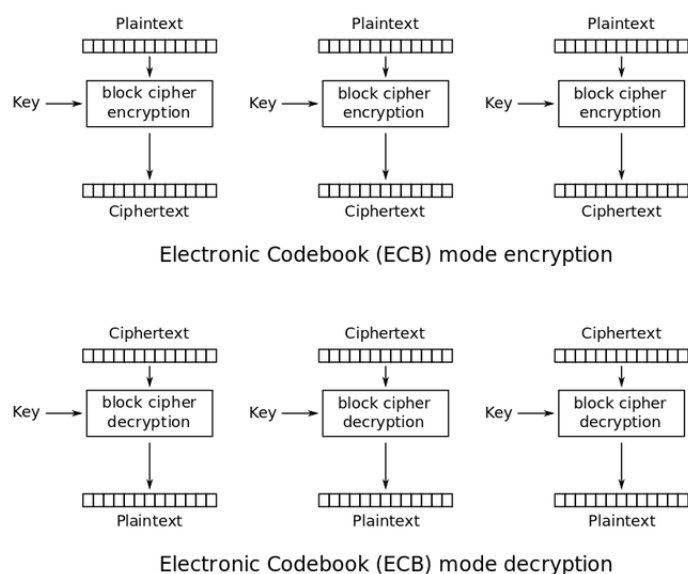 Plaintext Plaintext Plaintext
Key block cipher encryption Key block cipher encryption Key block cipher encryption
Ciphertext Ciphertext Ciphertext
Electronic Codebook (ECB) mode encryption
Ciphertext Ciphertext Ciphertext
Key block cipher decryption Key block cipher decryption Key block cipher decryption
Plaintext Plaintext Plaintext
Electronic Codebook (ECB) mode decryption